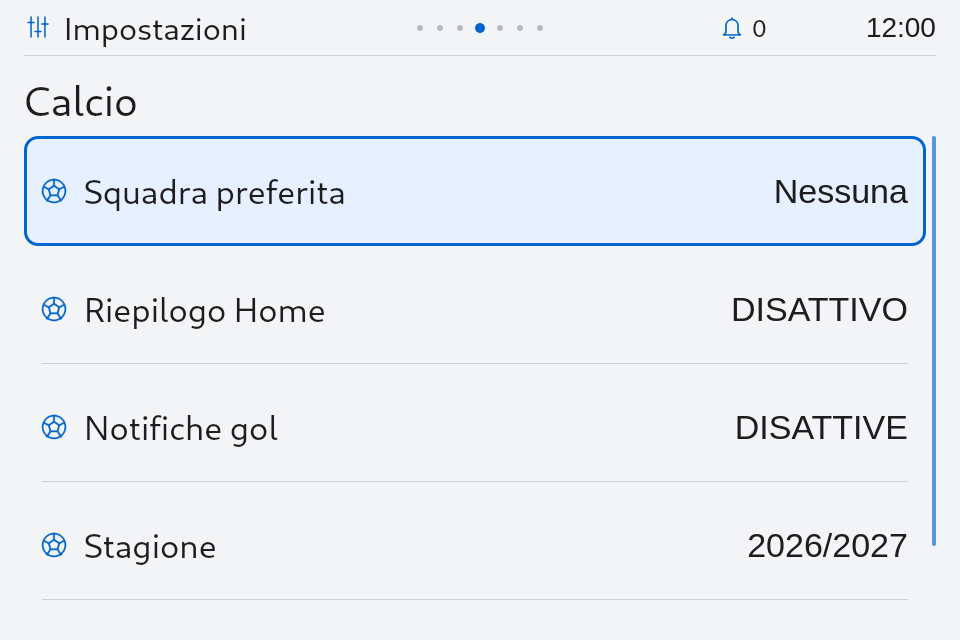 Impostazioni 0 12:00
Calcio
Squadra preferita Nessuna
Riepilogo Home DISATTIVO
Notifiche gol DISATTIVE
Stagione 2026/2027